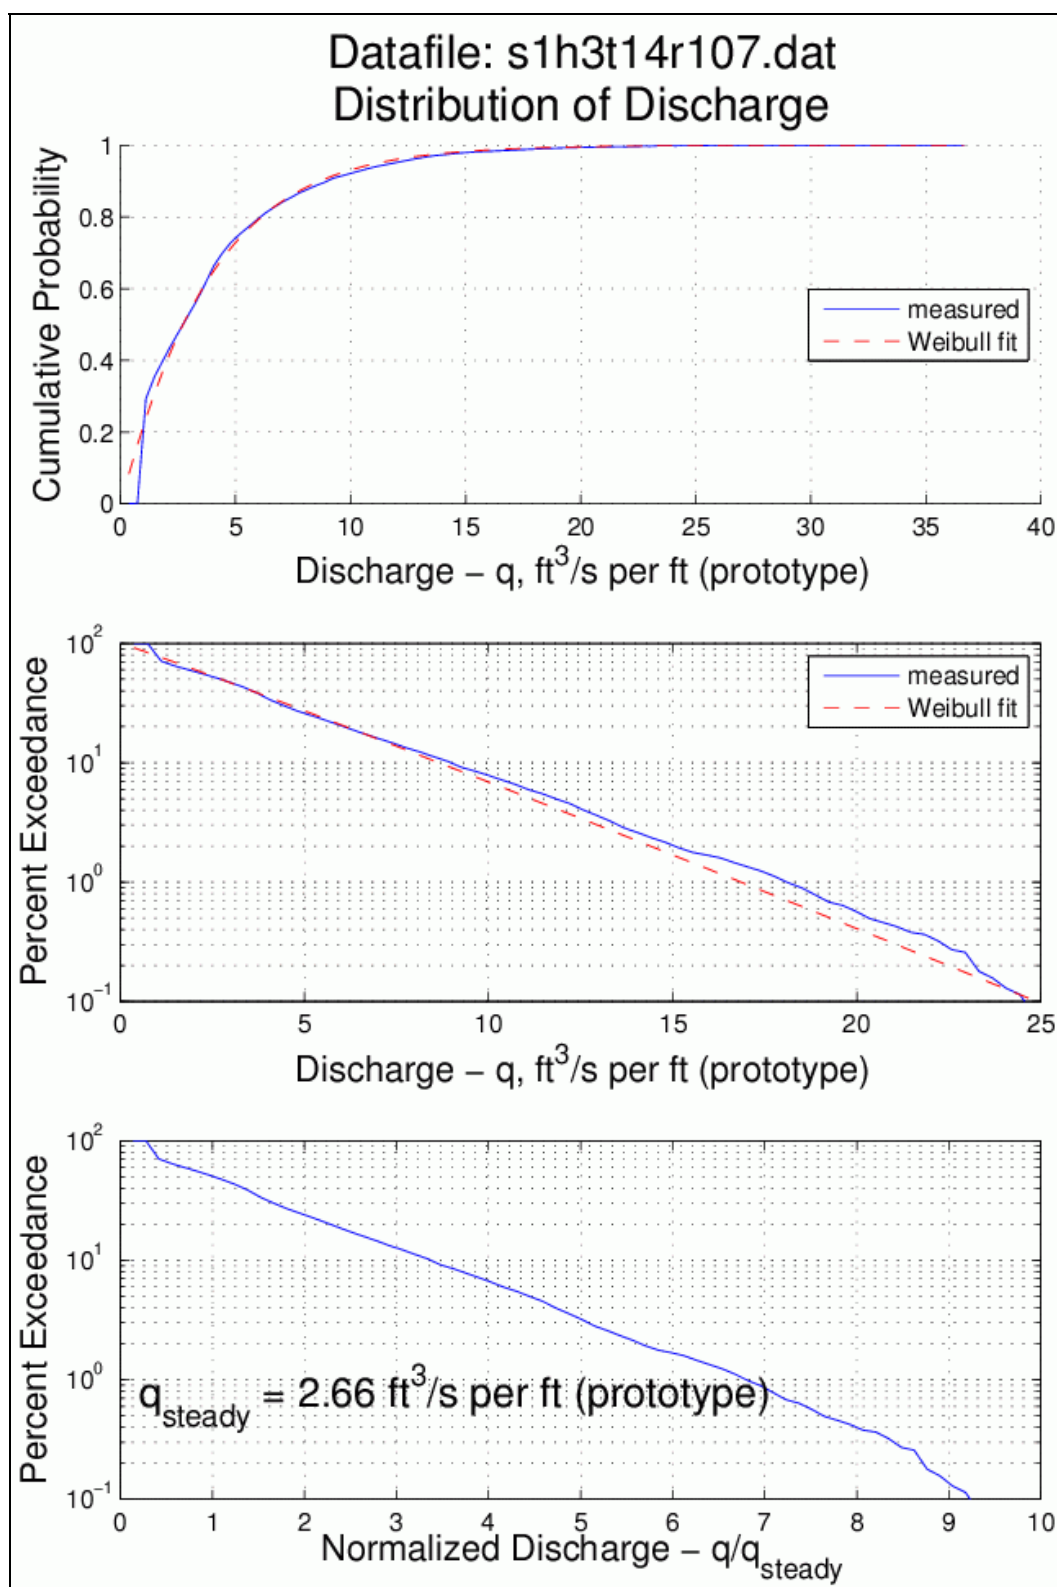 Datafile: s1h3t14r107.dat
Distribution of Discharge
Cumulative Probability
1
0.8
0.6
0.4
0.2
0
measured
Weibull fit
0 5 10 15 20 25 30 35 40
Discharge – q, ft³/s per ft (prototype)
Percent Exceedance
10²
10¹
10⁰
10⁻¹
measured
Weibull fit
0 5 10 15 20 25
Discharge – q, ft³/s per ft (prototype)
Percent Exceedance
10²
10¹
10⁰
10⁻¹
q_steady = 2.66 ft³/s per ft (prototype)
0 1 2 3 4 5 6 7 8 9 10
Normalized Discharge – q/q_steady